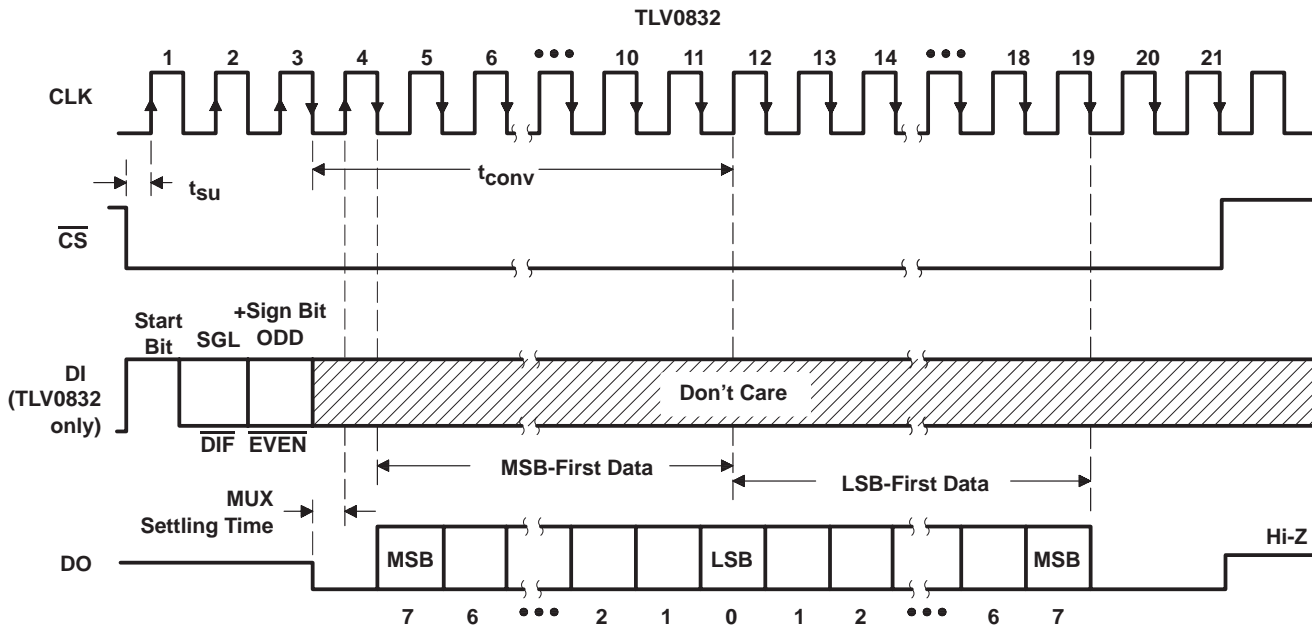 TLV0832
1 2 3 4 5 6 ••• 10 11 12 13 14 ••• 18 19 20 21
CLK
tsu
tconv
CS
Start
Bit
SGL
+Sign Bit
ODD
DI
(TLV0832
only)
Don't Care
DIF
EVEN
MSB-First Data
LSB-First Data
MUX
Settling Time
Hi-Z
DO
MSB
LSB
MSB
7 6 ••• 2 1 0 1 2 ••• 6 7